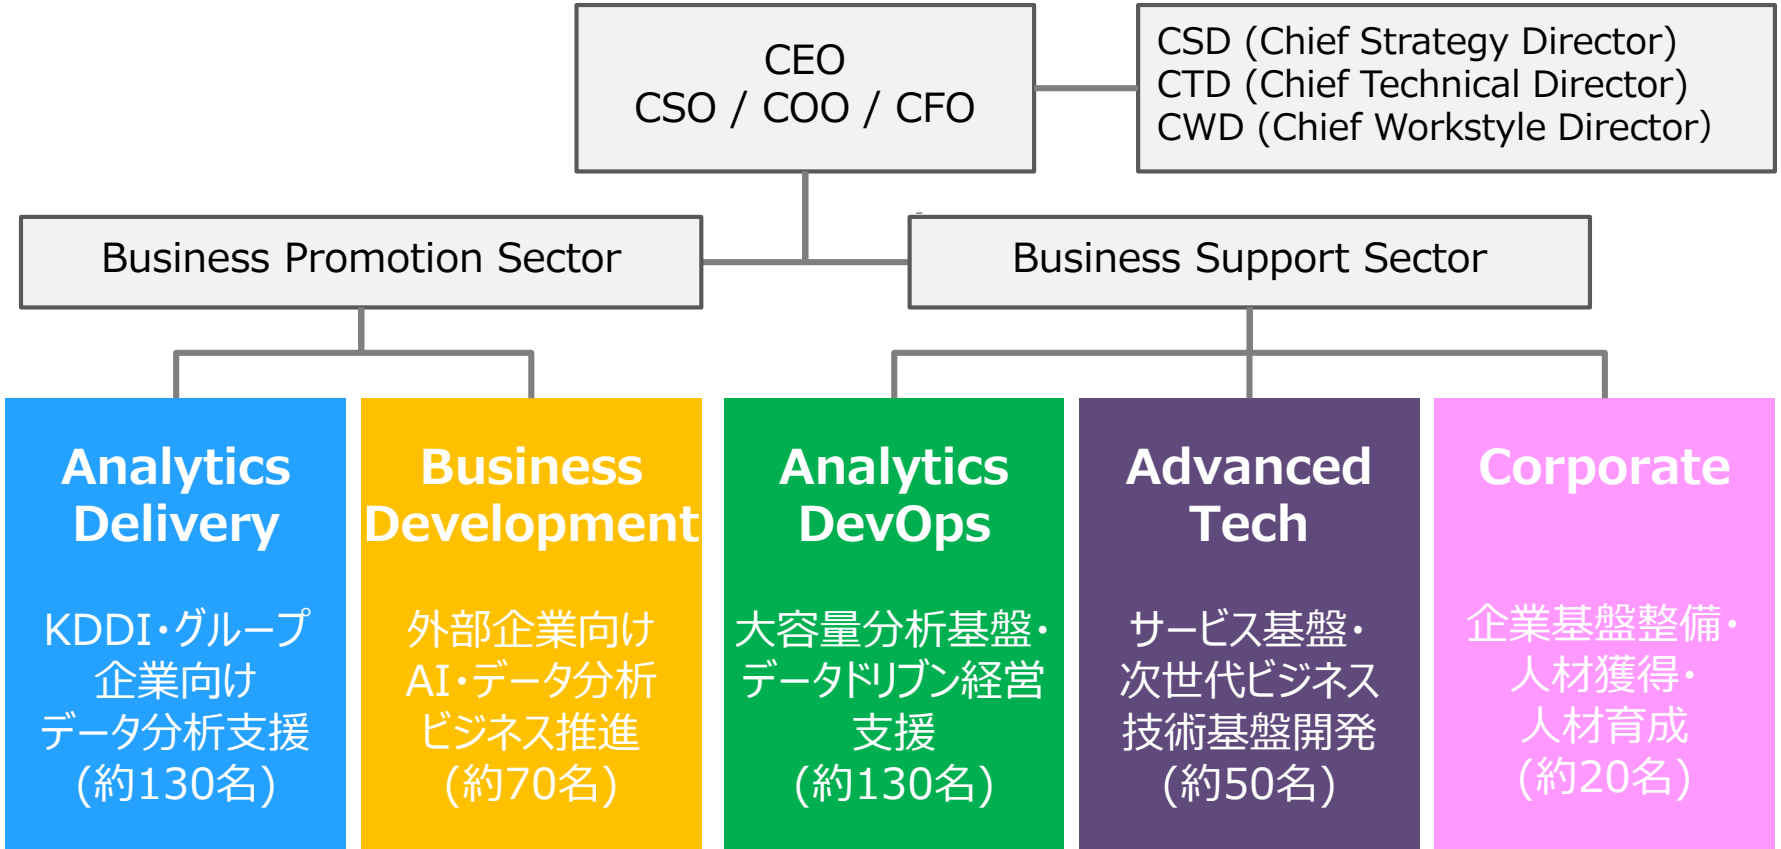 CEO
CSO / COO / CFO
CSD (Chief Strategy Director)
CTD (Chief Technical Director)
CWD (Chief Workstyle Director)
Business Promotion Sector
Business Support Sector
Analytics
Delivery
KDDI・グループ
企業向け
データ分析支援
(約130名)
Business
Development
外部企業向け
AI・データ分析
ビジネス推進
(約70名)
Analytics
DevOps
大容量分析基盤・
データドリブン経営
支援
(約130名)
Advanced
Tech
サービス基盤・
次世代ビジネス
技術基盤開発
(約50名)
Corporate
企業基盤整備・
人材獲得・
人材育成
(約20名)